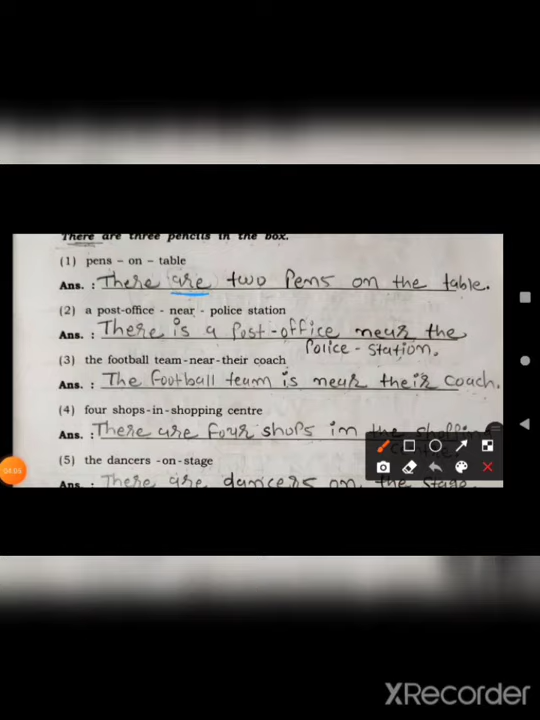 There are three pencils in the box.
(1) pens - on - table
Ans. : There are two Pens on the table.
(2) a post-office - near - police station
Ans. : There is a Post-office near the
Police - station.
(3) the football team-near-their coach
Ans. : The football team is near their coach.
(4) four shops-in-shopping centre
Ans. : There are four shops in the
(5) the dancers -on-stage
Ans. : There are dancers on the stage.
04:05
XRecorder